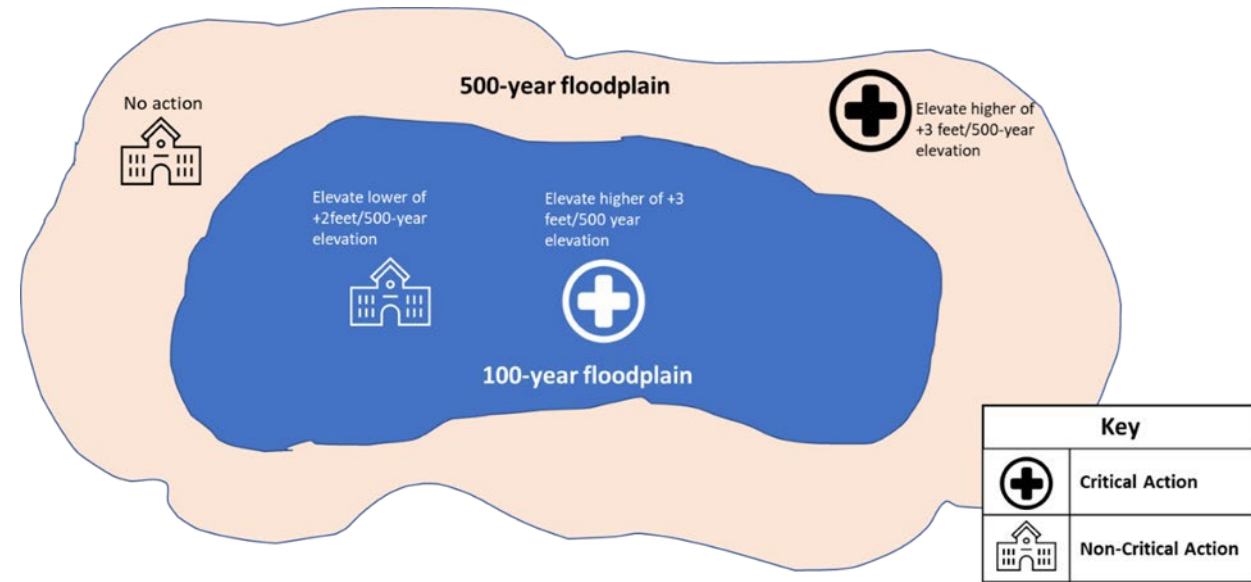 500-year floodplain
No action
Elevate higher of
+3 feet/500-year
elevation
Elevate lower of
+2feet/500-year
elevation
Elevate higher of +3
feet/500 year
elevation
100-year floodplain
Key
Critical Action
Non-Critical Action